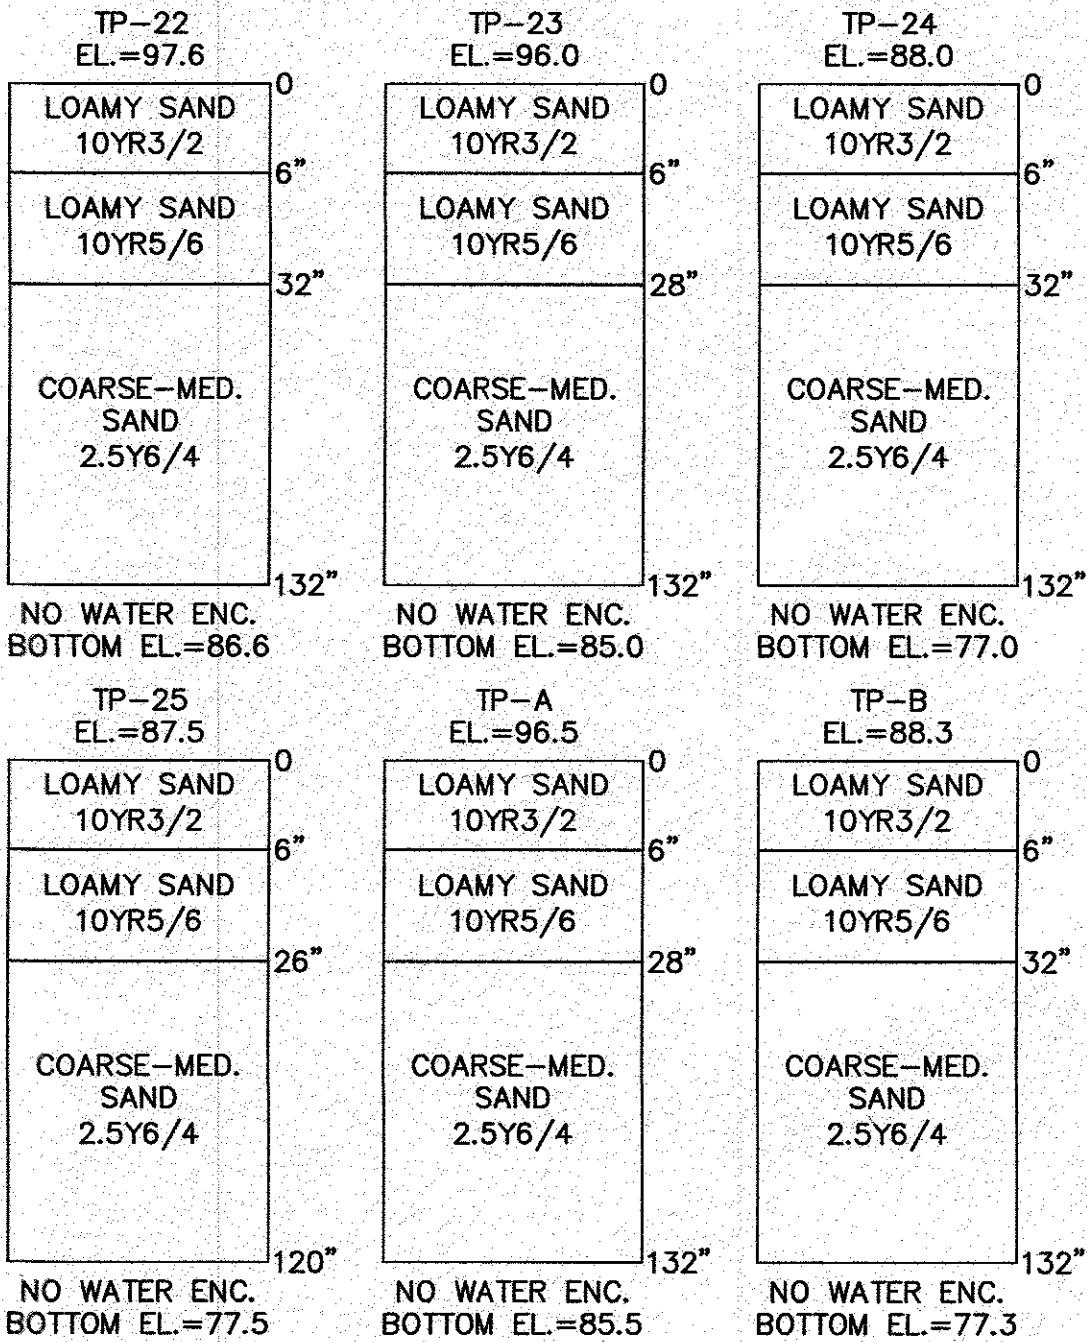 TP-22
EL.=97.6
0
LOAMY SAND
10YR3/2
6"
LOAMY SAND
10YR5/6
32"
COARSE-MED.
SAND
2.5Y6/4
132"
NO WATER ENC.
BOTTOM EL.=86.6
TP-23
EL.=96.0
0
LOAMY SAND
10YR3/2
6"
LOAMY SAND
10YR5/6
28"
COARSE-MED.
SAND
2.5Y6/4
132"
NO WATER ENC.
BOTTOM EL.=85.0
TP-24
EL.=88.0
0
LOAMY SAND
10YR3/2
6"
LOAMY SAND
10YR5/6
32"
COARSE-MED.
SAND
2.5Y6/4
132"
NO WATER ENC.
BOTTOM EL.=77.0
TP-25
EL.=87.5
0
LOAMY SAND
10YR3/2
6"
LOAMY SAND
10YR5/6
26"
COARSE-MED.
SAND
2.5Y6/4
120"
NO WATER ENC.
BOTTOM EL.=77.5
TP-A
EL.=96.5
0
LOAMY SAND
10YR3/2
6"
LOAMY SAND
10YR5/6
28"
COARSE-MED.
SAND
2.5Y6/4
132"
NO WATER ENC.
BOTTOM EL.=85.5
TP-B
EL.=88.3
0
LOAMY SAND
10YR3/2
6"
LOAMY SAND
10YR5/6
32"
COARSE-MED.
SAND
2.5Y6/4
132"
NO WATER ENC.
BOTTOM EL.=77.3